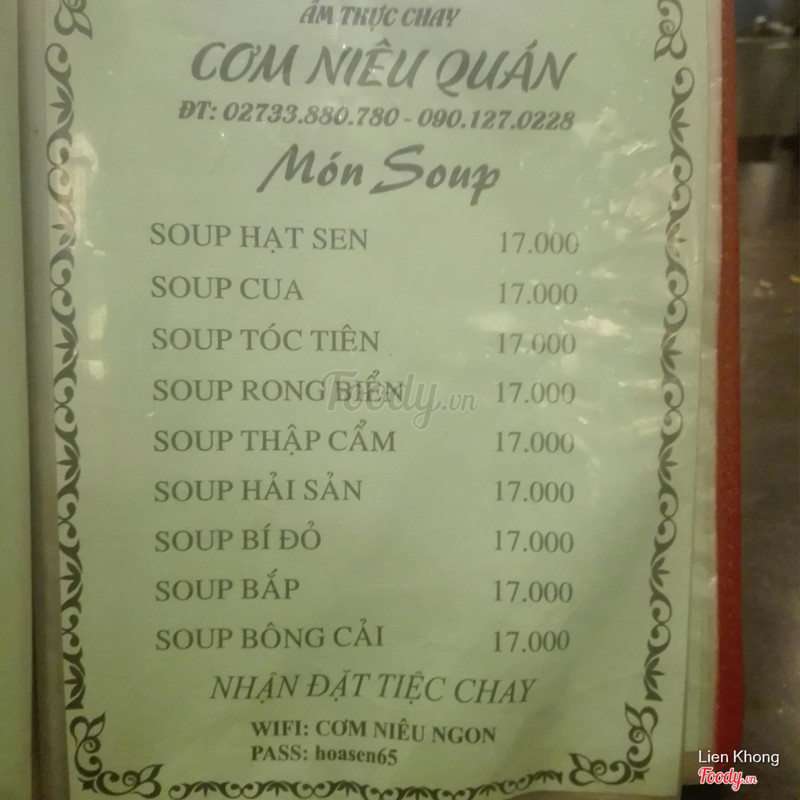 ẨM THỰC CHAY
CƠM NIÊU QUÁN
ĐT: 02733.880.780 - 090.127.0228
Món Soup
SOUP HẠT SEN 17.000
SOUP CUA 17.000
SOUP TÓC TIÊN 17.000
SOUP RONG BIỂN 17.000
SOUP THẬP CẨM 17.000
SOUP HẢI SẢN 17.000
SOUP BÍ ĐỎ 17.000
SOUP BẮP 17.000
SOUP BÔNG CẢI 17.000
NHẬN ĐẶT TIỆC CHAY
WIFI: CƠM NIÊU NGON
PASS: hoasen65
Foody.vn
Lien Khong
Foody.vn